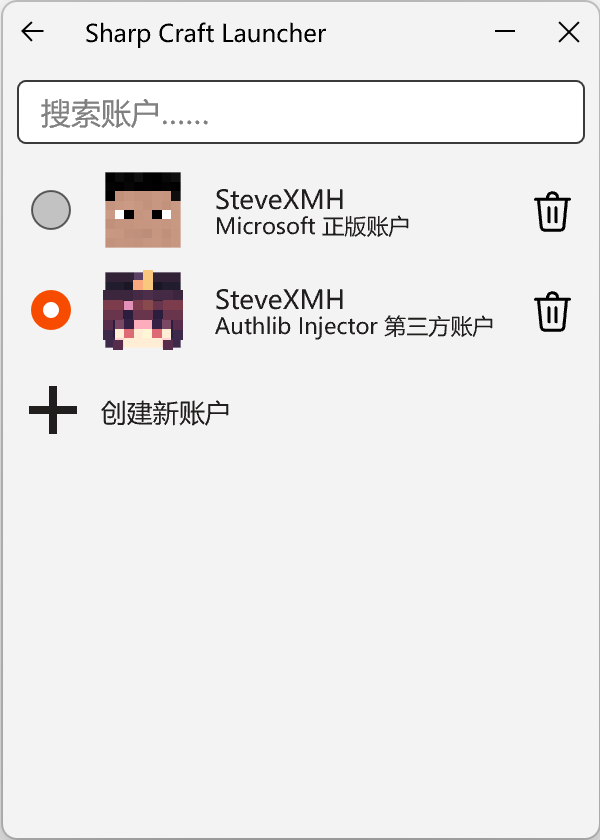 Sharp Craft Launcher
搜索账户......
SteveXMH
Microsoft 正版账户
SteveXMH
Authlib Injector 第三方账户
创建新账户